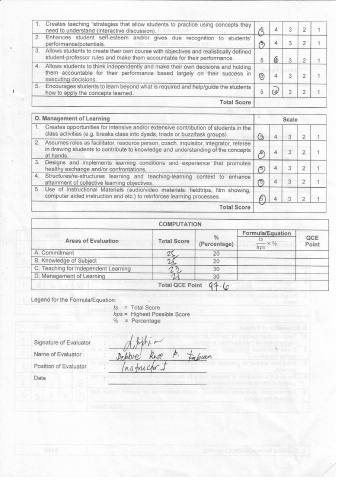 1. Creates teaching strategies that allow students to practice using concepts they need to understand (interactive discussion). 5 4 3 2 1
2. Enhances student self-esteem and/or gives due recognition to students' performance/potentials. 5 4 3 2 1
3. Allows students to create their own course with objectives and realistically defined student-professor rules and make them accountable for their performance. 5 4 3 2 1
4. Allows students to think independently and make their own decisions and holding them accountable for their performance based largely on their success in executing decisions. 5 4 3 2 1
5. Encourages students to learn beyond what is required and help/guide the students how to apply the concepts learned. 5 4 3 2 1
Total Score
D. Management of Learning Scale
1. Creates opportunities for intensive and/or extensive contribution of students in the class activities (e.g. breaks class into dyads, triads or buzz/task groups). 5 4 3 2 1
2. Assumes roles as facilitator, resource person, coach, inquisitor, integrator, referee in drawing students to contribute to knowledge and understanding of the concepts at hands. 5 4 3 2 1
3. Designs and implements learning conditions and experience that promotes healthy exchange and/or confrontations. 5 4 3 2 1
4. Structures/re-structures learning and teaching-learning context to enhance attainment of collective learning objectives. 5 4 3 2 1
5. Use of Instructional Materials (audio/video materials: fieldtrips, film showing, computer aided instruction and etc.) to reinforces learning processes. 5 4 3 2 1
Total Score
COMPUTATION
Areas of Evaluation Total Score % (Percentage) Formula/Equation ts/hps × % QCE Point
A. Commitment 25 20
B. Knowledge of Subject 25 30
C. Teaching for Independent Learning 23 30
D. Management of Learning 30
Total QCE Point 97.6
Legend for the Formula/Equation:
ts = Total Score
hps = Highest Possible Score
% = Percentage
Signature of Evaluator
Name of Evaluator Rose
Position of Evaluator Instructor I
Date